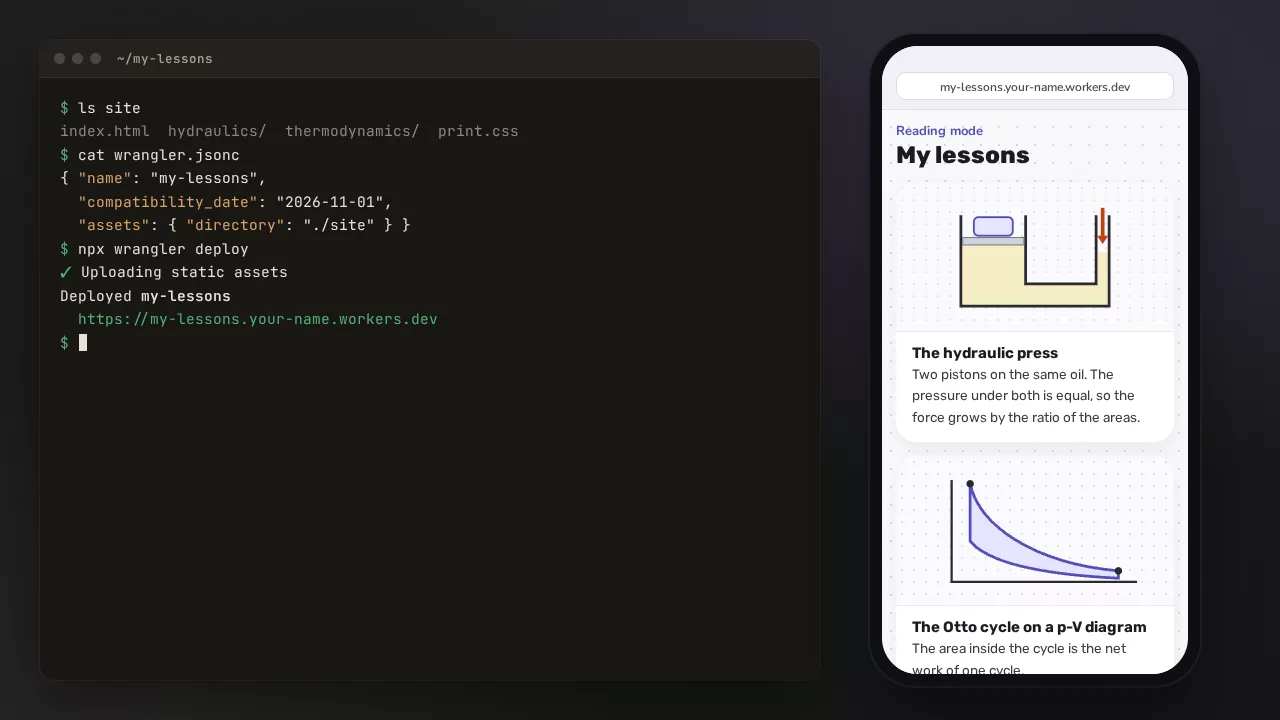 ~/my-lessons
$ ls site
index.html  hydraulics/  thermodynamics/  print.css
$ cat wrangler.jsonc
{ "name": "my-lessons",
  "compatibility_date": "2026-11-01",
  "assets": { "directory": "./site" } }
$ npx wrangler deploy
✓ Uploading static assets
Deployed my-lessons
  https://my-lessons.your-name.workers.dev
$
my-lessons.your-name.workers.dev
Reading mode
My lessons
The hydraulic press
Two pistons on the same oil. The
pressure under both is equal, so the
force grows by the ratio of the areas.
The Otto cycle on a p-V diagram
The area inside the cycle is the net
work of one cycle.